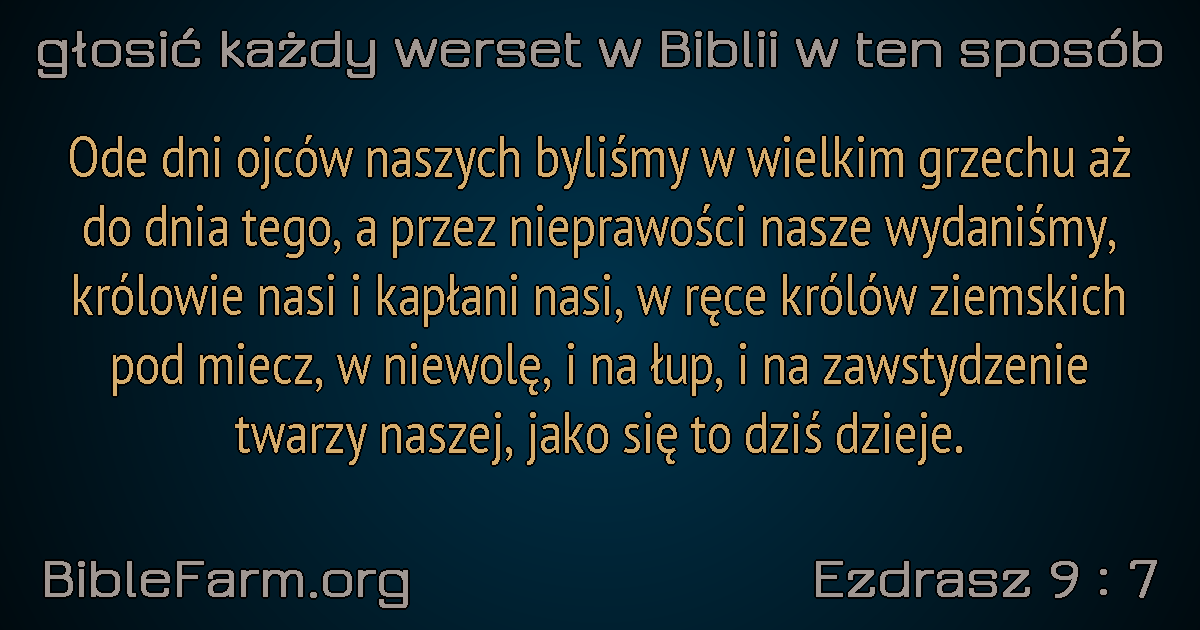 głosić każdy werset w Biblii w ten sposób
Ode dni ojców naszych byliśmy w wielkim grzechu aż
do dnia tego, a przez nieprawości nasze wydaniśmy,
królowie nasi i kapłani nasi, w ręce królów ziemskich
pod miecz, w niewolę, i na łup, i na zawstydzenie
twarzy naszej, jako się to dziś dzieje.
BibleFarm.org
Ezdrasz 9 : 7